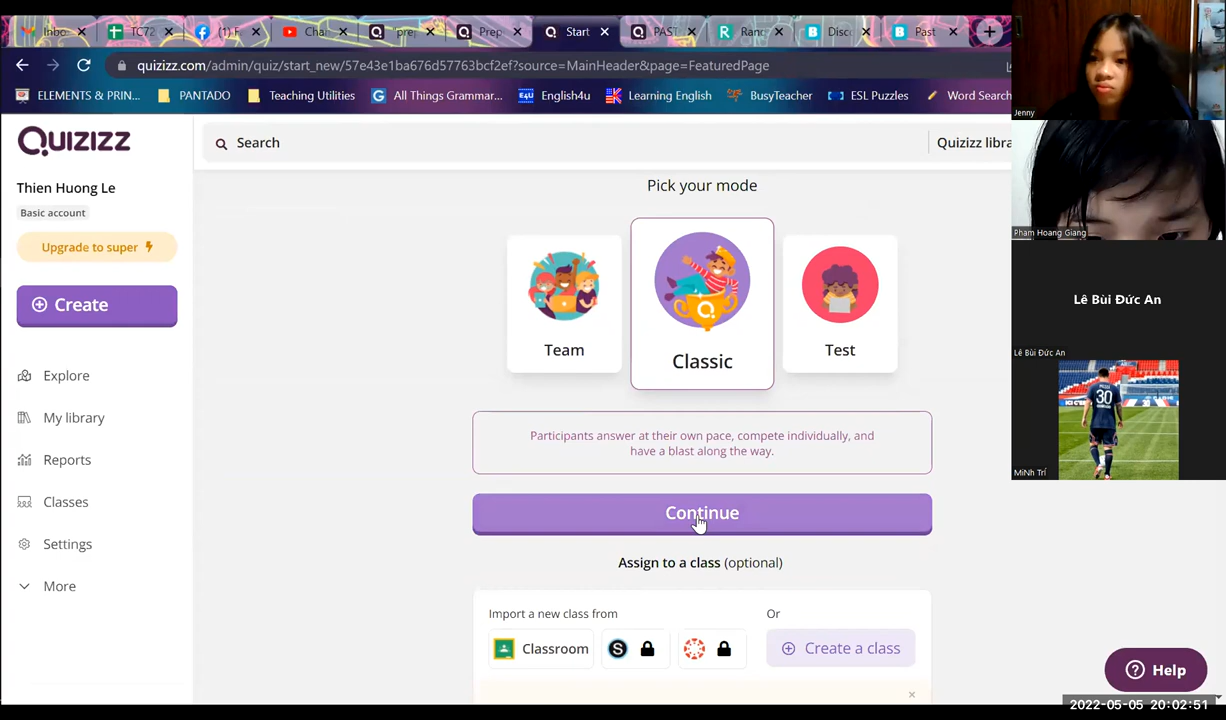 Inbo
TC72
(1) F
Cha
"pre
Prep
Start
PAST
Ran
Disc
Past
quizizz.com/admin/quiz/start_new/57e43e1ba676d57763bcf2ef?source=MainHeader&page=FeaturedPage
ELEMENTS & PRIN...
PANTADO
Teaching Utilities
All Things Grammar...
English4u
Learning English
BusyTeacher
ESL Puzzles
Word Search
Quizizz
Search
Quizizz libra
Thien Huong Le
Basic account
Upgrade to super
Create
Explore
My library
Reports
Classes
Settings
More
Pick your mode
Team
Classic
Test
Participants answer at their own pace, compete individually, and
have a blast along the way.
Continue
Assign to a class (optional)
Import a new class from
Or
Classroom
S
Create a class
Help
Jenny
Pham Hoang Giang
Lê Bùi Đức An
Lê Bùi Đức An
30
MiNh Trí
2022-05-05 20:02:51